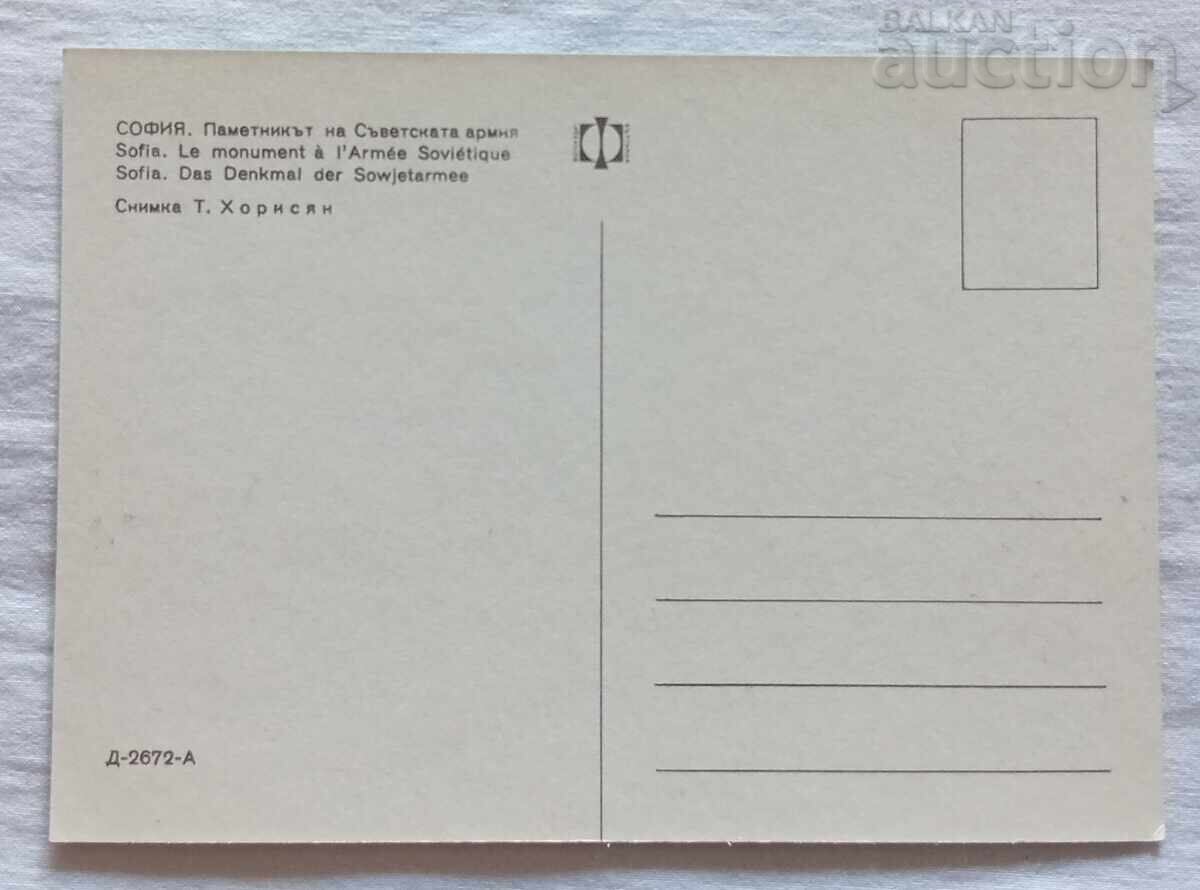 BALKAN
auction
СОФИЯ. Паметникът на Съветската армия
Sofia. Le monument à l'Armée Soviétique
Sofia. Das Denkmal der Sowjetarmee
Снимка Т. Хорисян
Д-2672-А